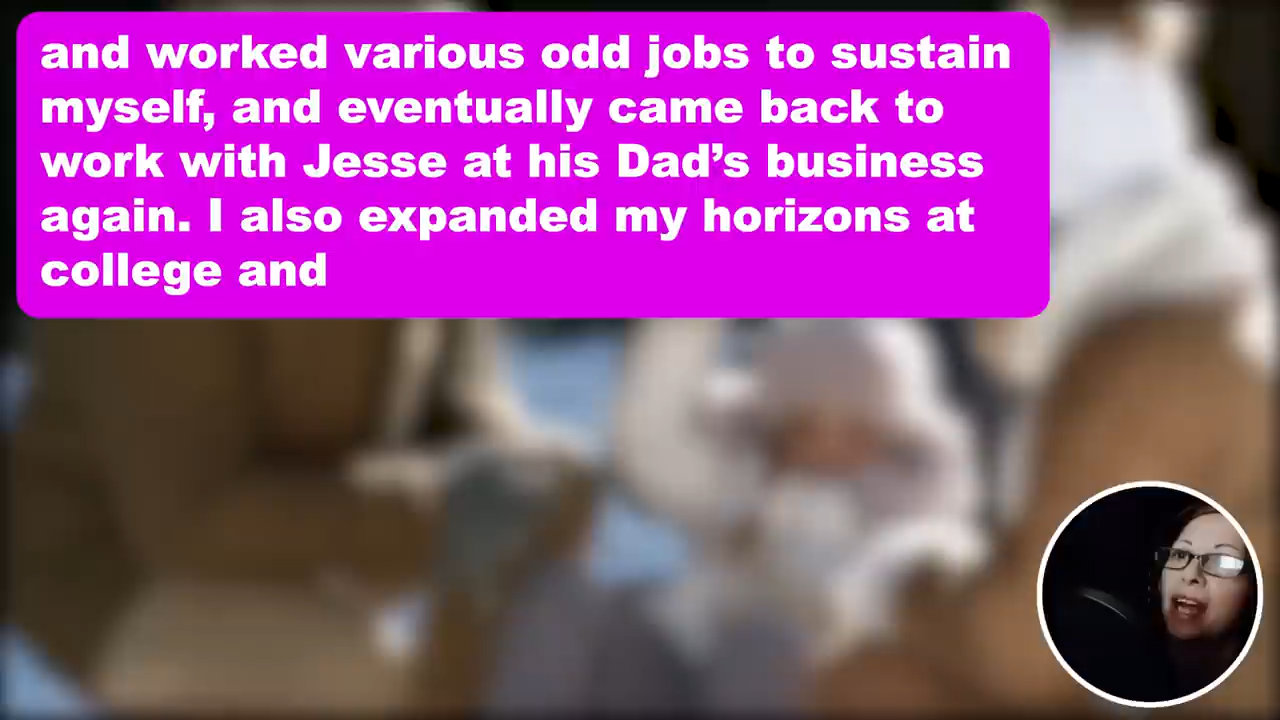 and worked various odd jobs to sustain
myself, and eventually came back to
work with Jesse at his Dad’s business
again. I also expanded my horizons at
college and